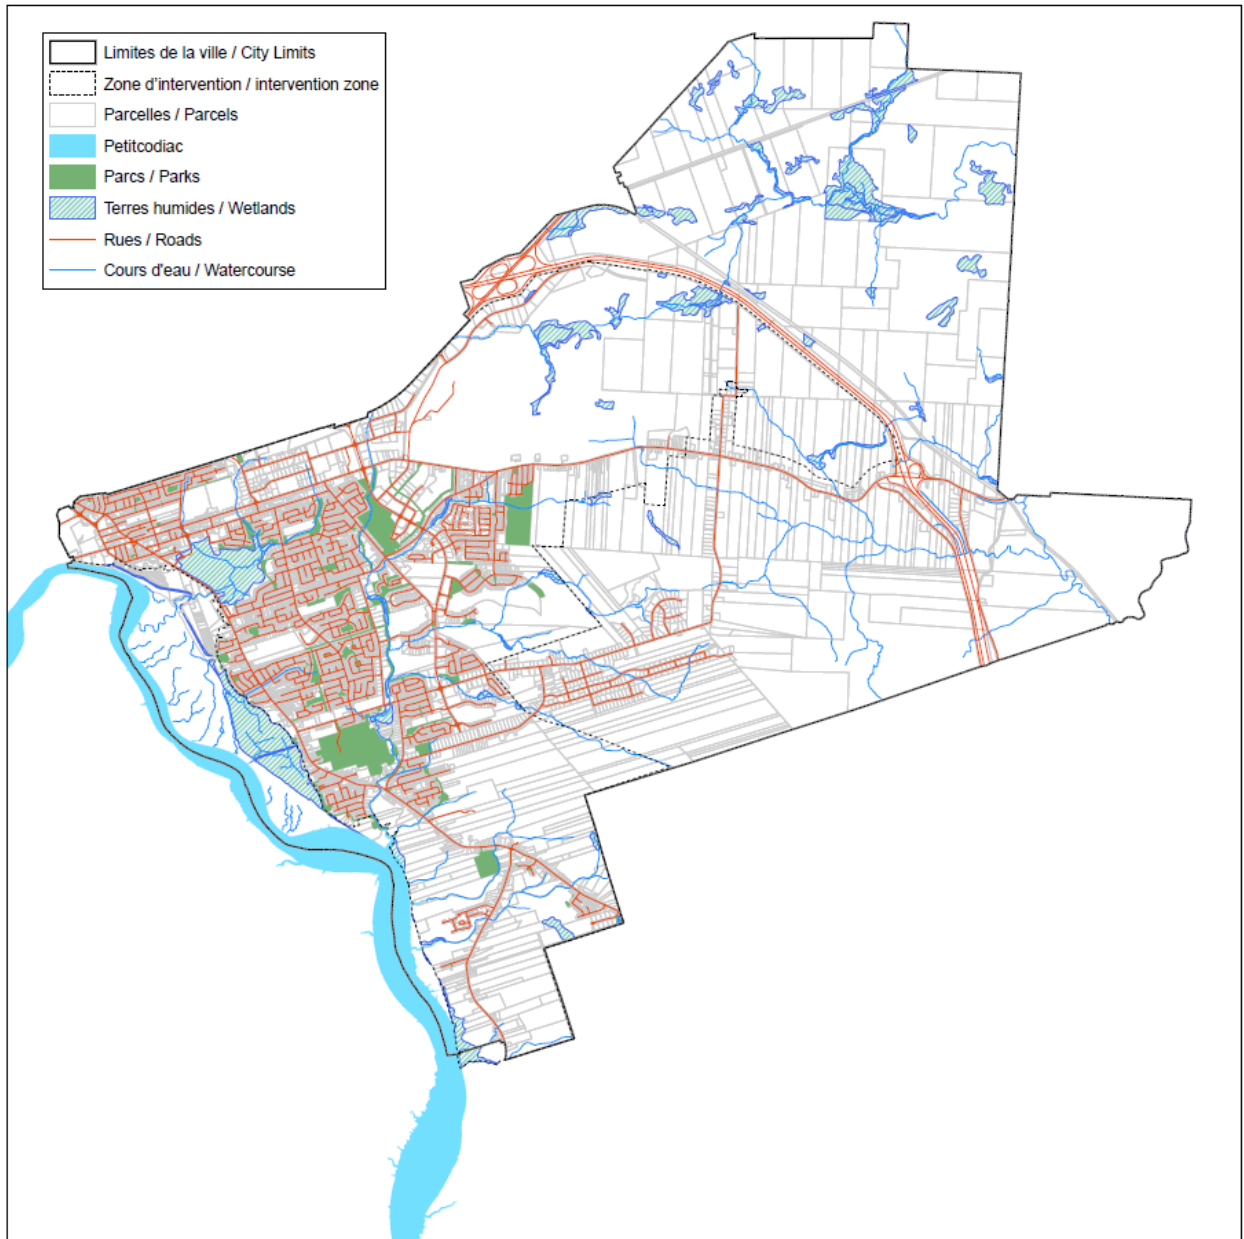 Limites de la ville / City Limits
Zone d'intervention / intervention zone
Parcelles / Parcels
Petitcodiac
Parcs / Parks
Terres humides / Wetlands
Rues / Roads
Cours d'eau / Watercourse